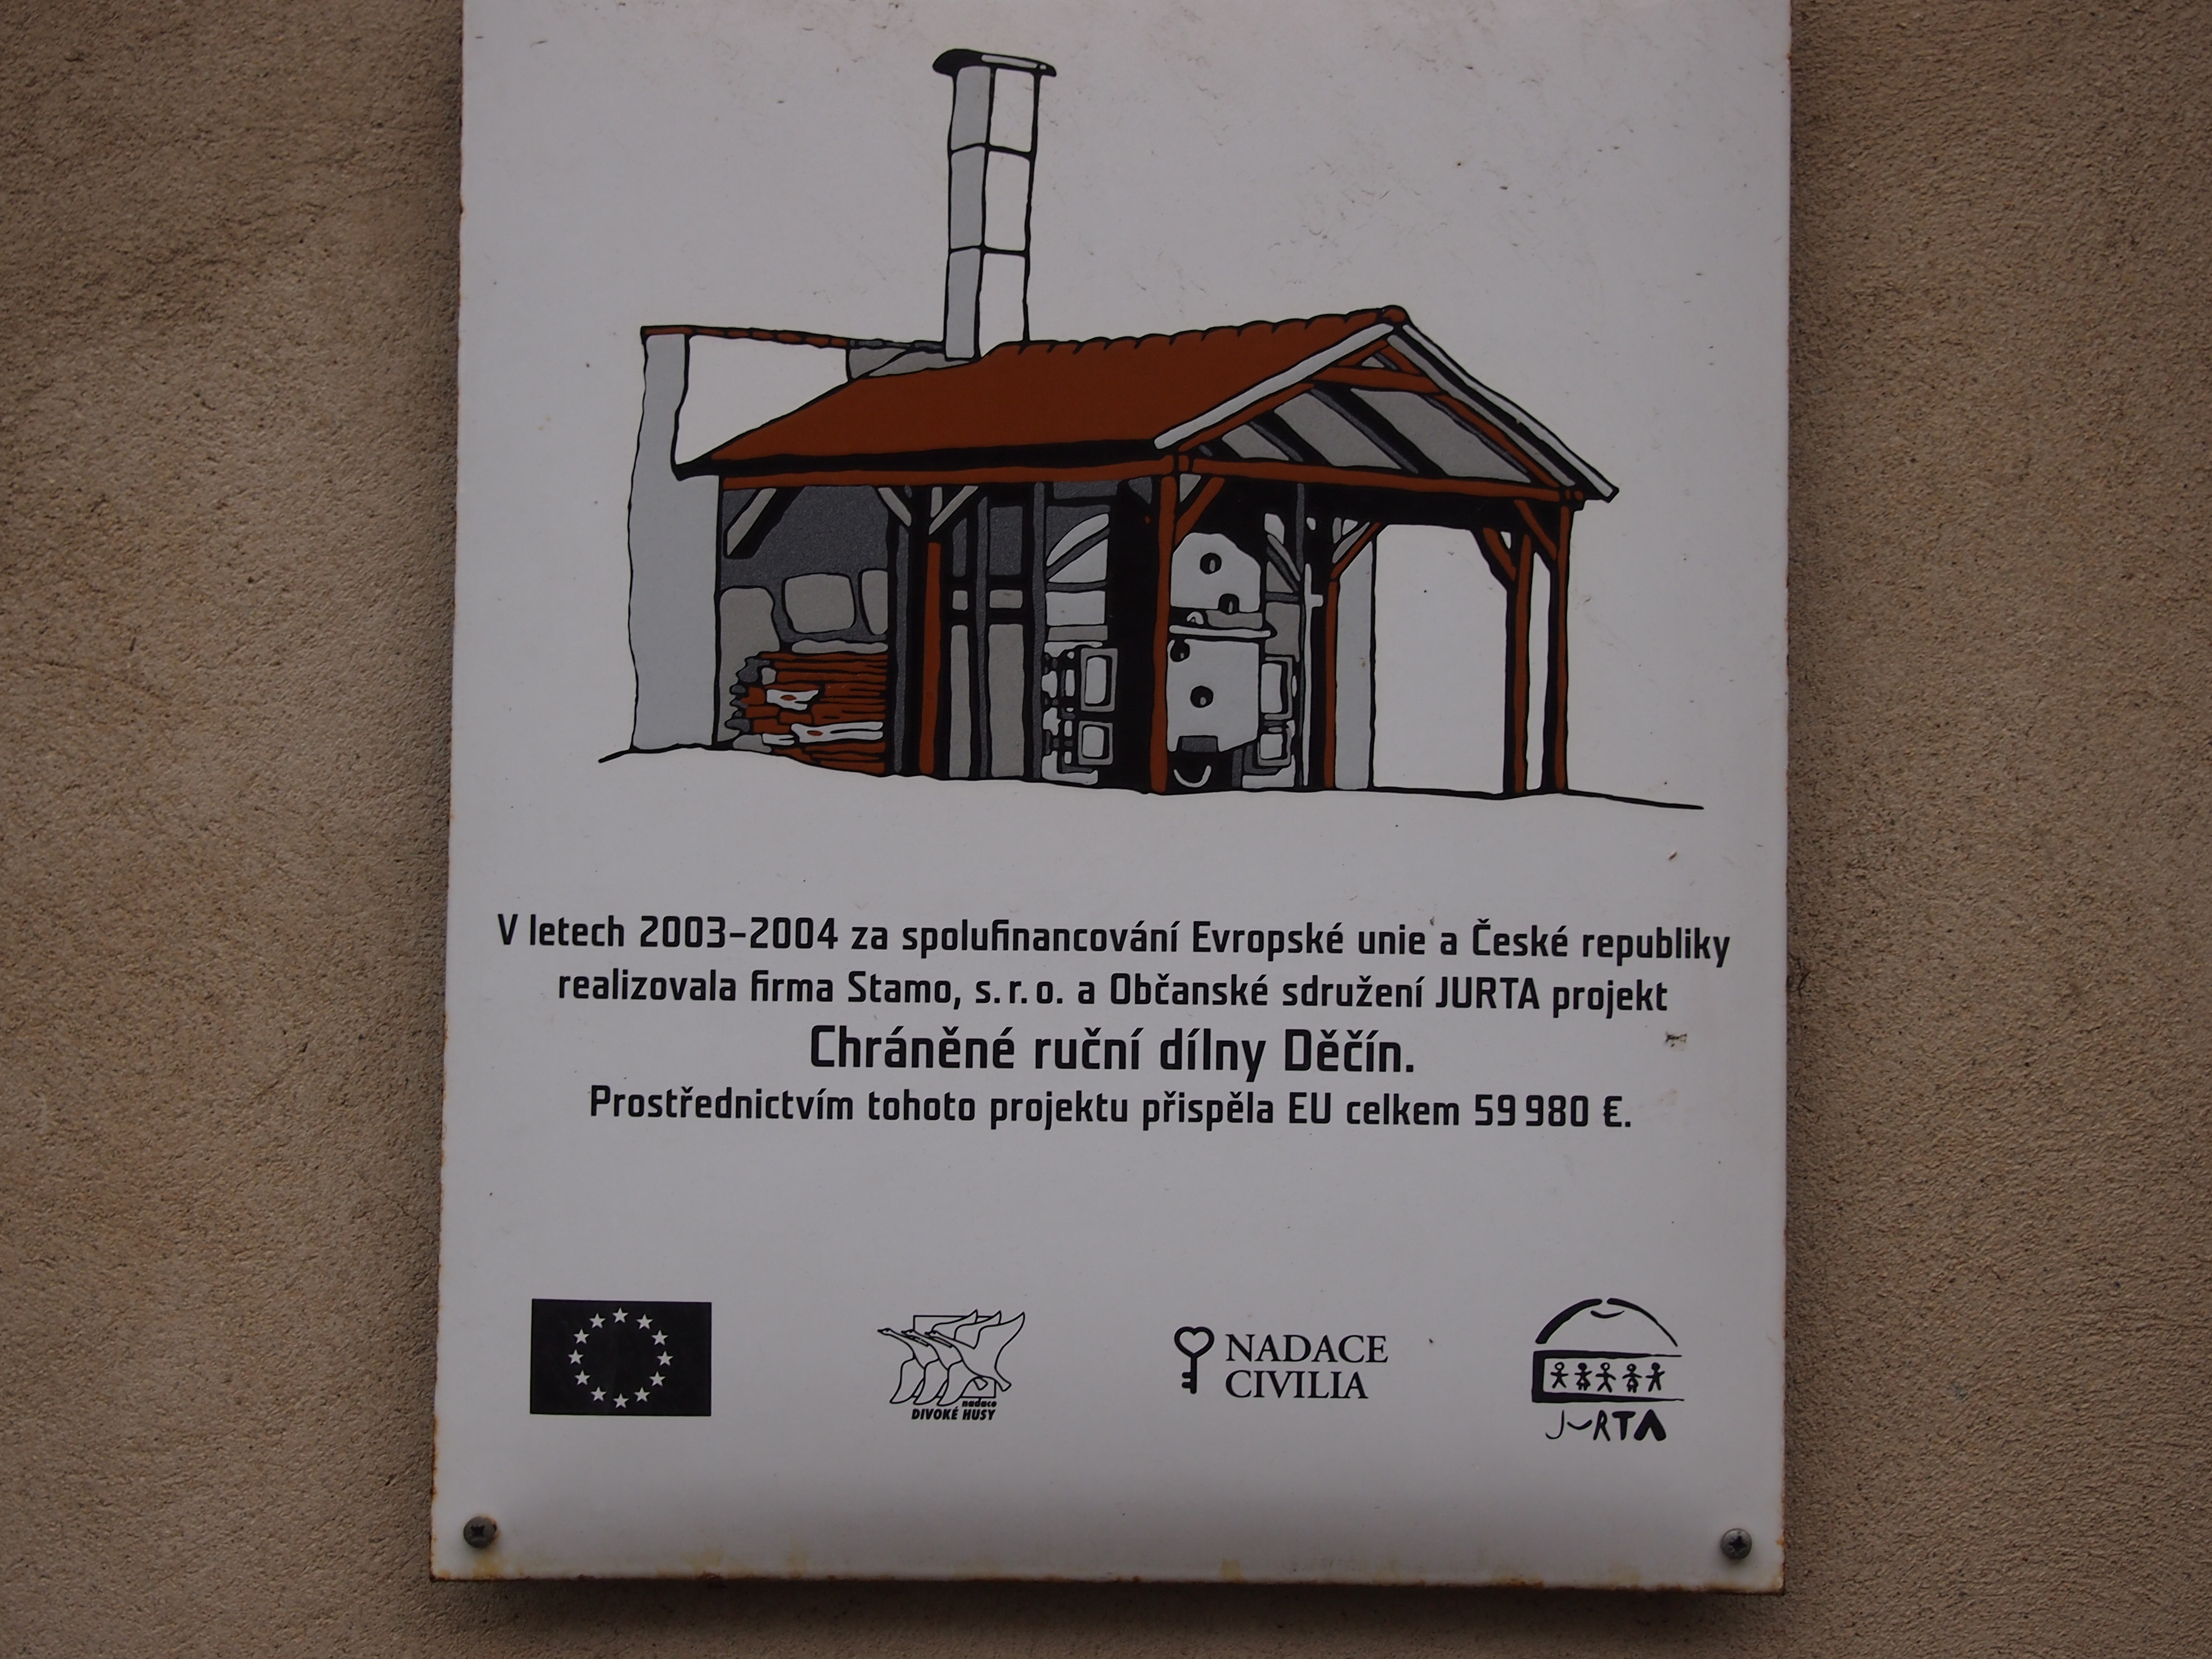 V letech 2003–2004 za spolufinancování Evropské unie a České republiky
realizovala firma Stamo, s. r. o. a Občanské sdružení JURTA projekt
Chráněné ruční dílny Děčín.
Prostřednictvím tohoto projektu přispěla EU celkem 59 980 €.
nadace
DIVOKÉ HUSY
NADACE
CIVILIA
JURTA